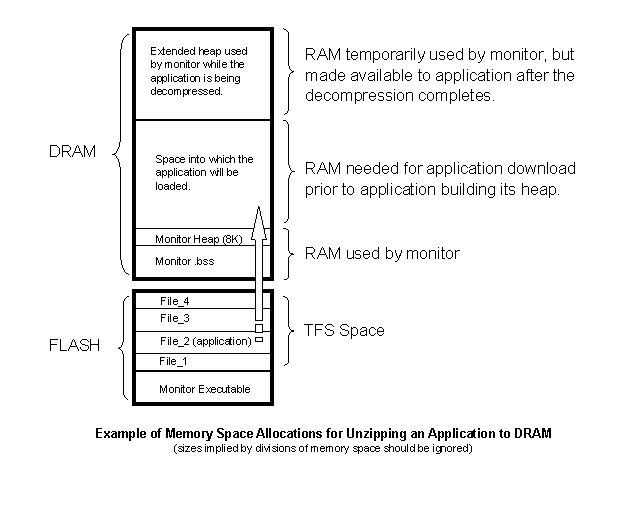 Extended heap used
by monitor while the
application is being
decompressed.
RAM temporarily used by monitor, but
made available to application after the
decompression completes.
DRAM
Space into which the
application will be
loaded.
RAM needed for application download
prior to application building its heap.
Monitor Heap (8K)
Monitor .bss
RAM used by monitor
File_4
File_3
File_2 (application)
File_1
TFS Space
FLASH
Monitor Executable
Example of Memory Space Allocations for Unzipping an Application to DRAM
(sizes implied by divisions of memory space should be ignored)